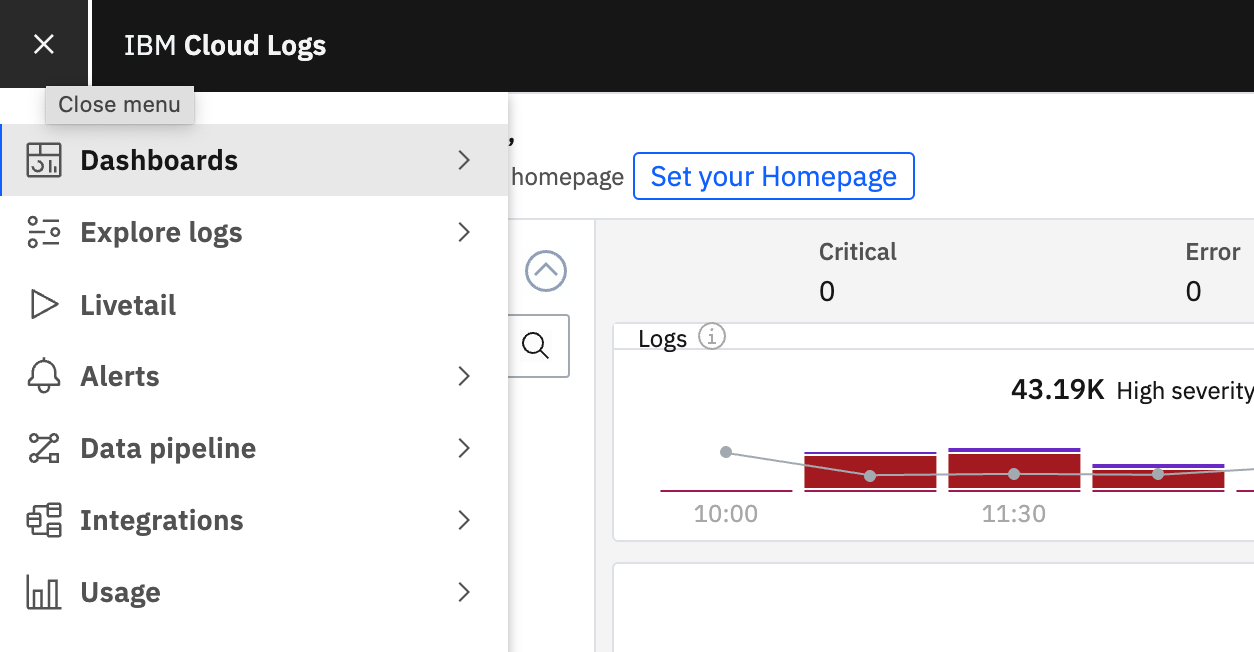 IBM Cloud Logs
Close menu
Dashboards
Explore logs
Livetail
Alerts
Data pipeline
Integrations
Usage
,
homepage Set your Homepage
Critical Error
0 0
Logs
43.19K High severity
10:00 11:30